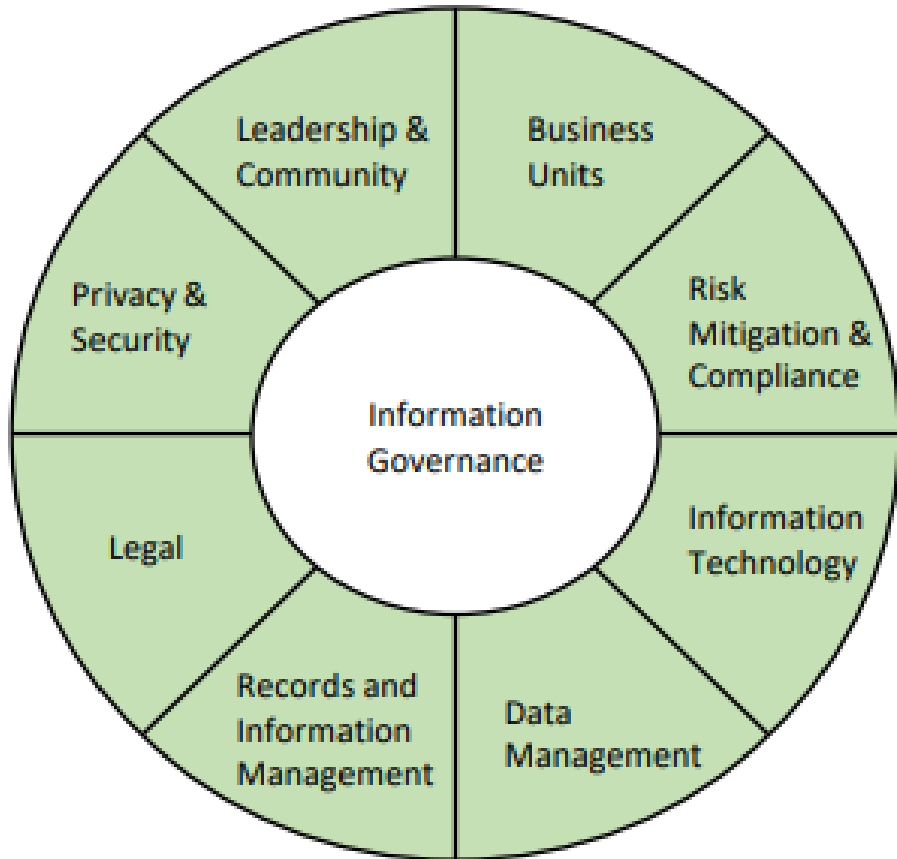 Leadership &
Community
Business
Units
Privacy &
Security
Risk
Mitigation &
Compliance
Information
Governance
Legal
Information
Technology
Records and
Information
Management
Data
Management